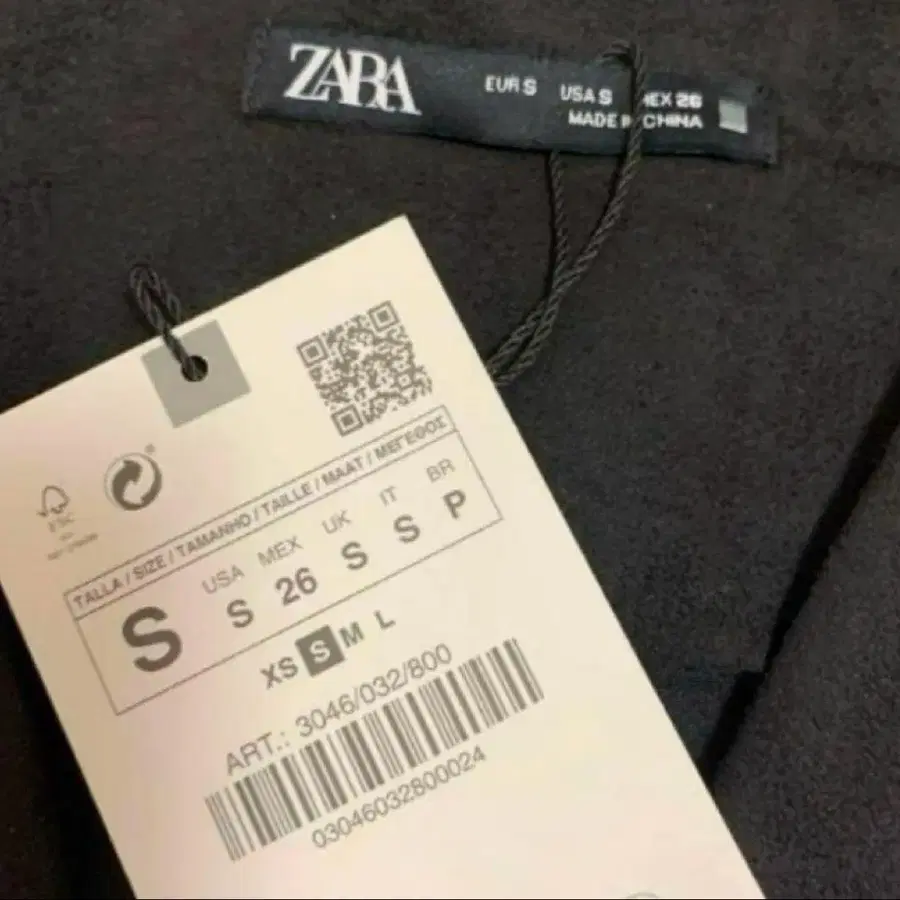 ZARA
EUR S USA S MEX 26
MADE IN CHINA
TALLA / SIZE / TAMANHO / TAILLE / MAAT / ΜΕΓΕΘΟΣ
USA MEX UK IT BR
S S 26 S S P
XS S M L
ART.: 3046/032/800
03046032800024